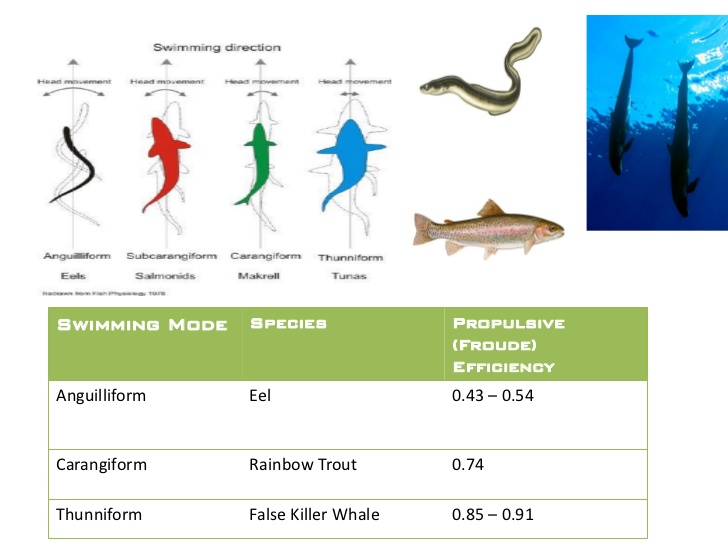 Swimming direction
Head movement Head movement Head movement Head movement
Anguilliform Subcarangiform Carangiform Thunniform
Eels Salmonids Makrell Tunas
Redrawn from Fish Physiology 1978
Swimming Mode Species Propulsive
(Froude)
Efficiency
Anguilliform Eel 0.43 – 0.54
Carangiform Rainbow Trout 0.74
Thunniform False Killer Whale 0.85 – 0.91